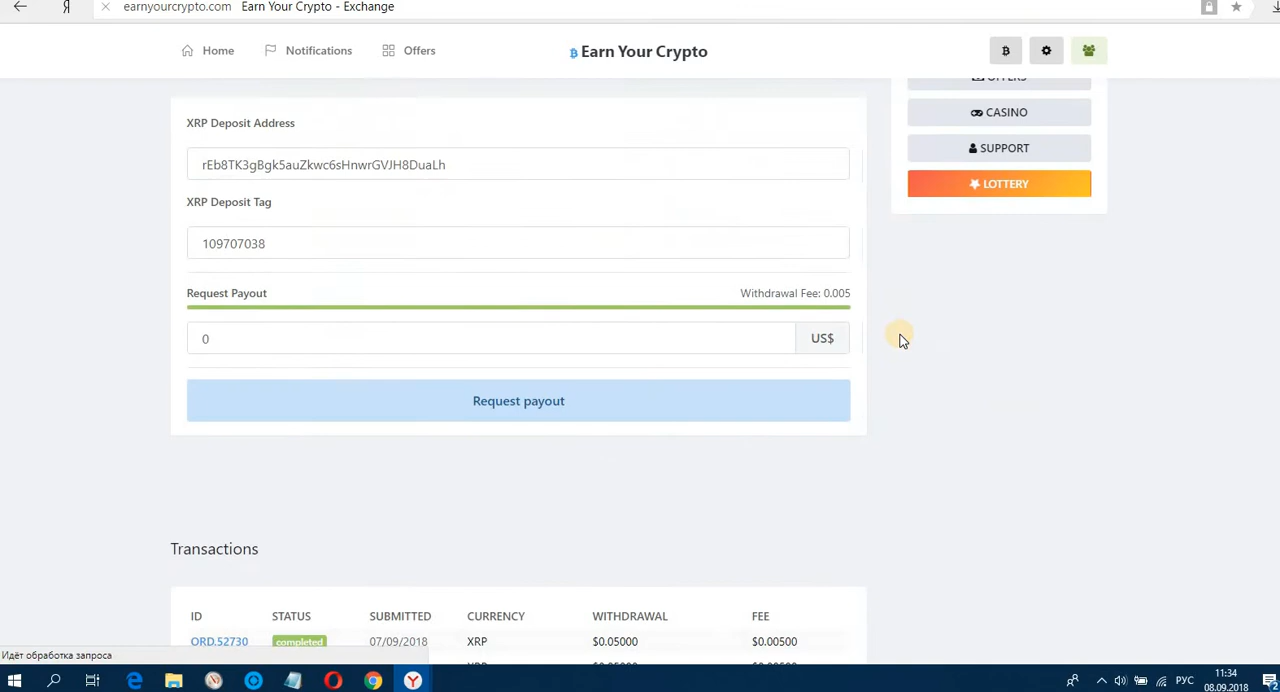 earnyourcrypto.com Earn Your Crypto - Exchange
Home Notifications Offers Earn Your Crypto
OFFERS
XRP Deposit Address
CASINO
rEb8TK3gBgk5auZkwc6sHnwrGVJH8DuaLh
SUPPORT
LOTTERY
XRP Deposit Tag
109707038
Request Payout Withdrawal Fee: 0.005
0 US$
Request payout
Transactions
ID STATUS SUBMITTED CURRENCY WITHDRAWAL FEE
ORD.52730 completed 07/09/2018 XRP $0.05000 $0.00500
Идёт обработка запроса
РУС
11:34
08.09.2018